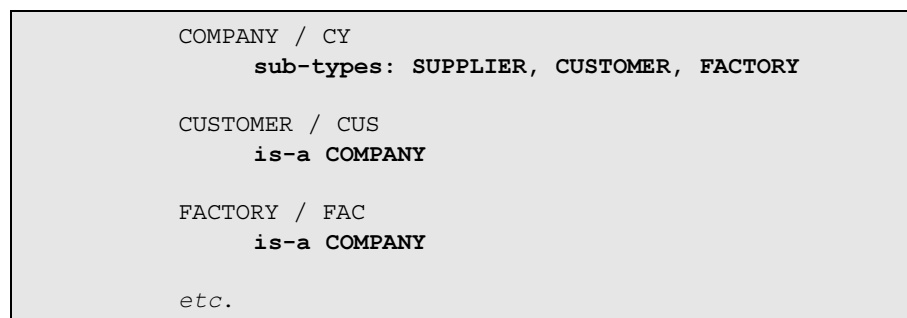 COMPANY / CY
sub-types: SUPPLIER, CUSTOMER, FACTORY
CUSTOMER / CUS
is-a COMPANY
FACTORY / FAC
is-a COMPANY
etc.